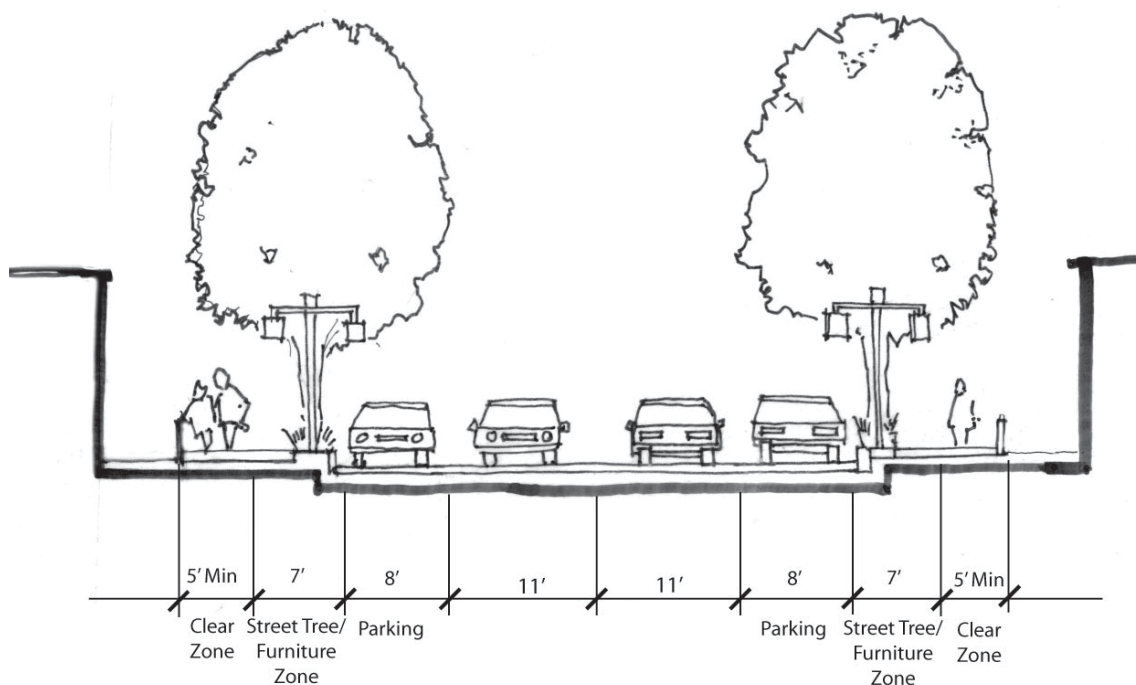 5' Min 7' 8' 11' 11' 8' 7' 5' Min
Clear Zone
Street Tree/ Furniture Zone
Parking
Parking
Street Tree/ Furniture Zone
Clear Zone